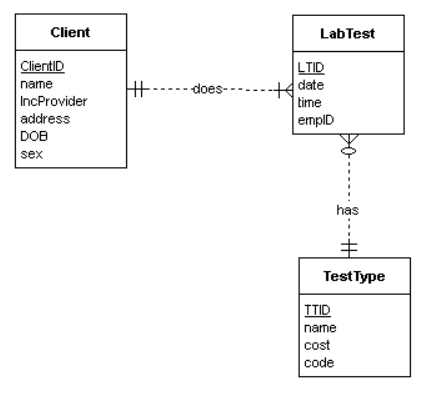 Client
ClientID
name
IncProvider
address
DOB
sex
does
LabTest
LTID
date
time
empID
has
TestType
TTID
name
cost
code